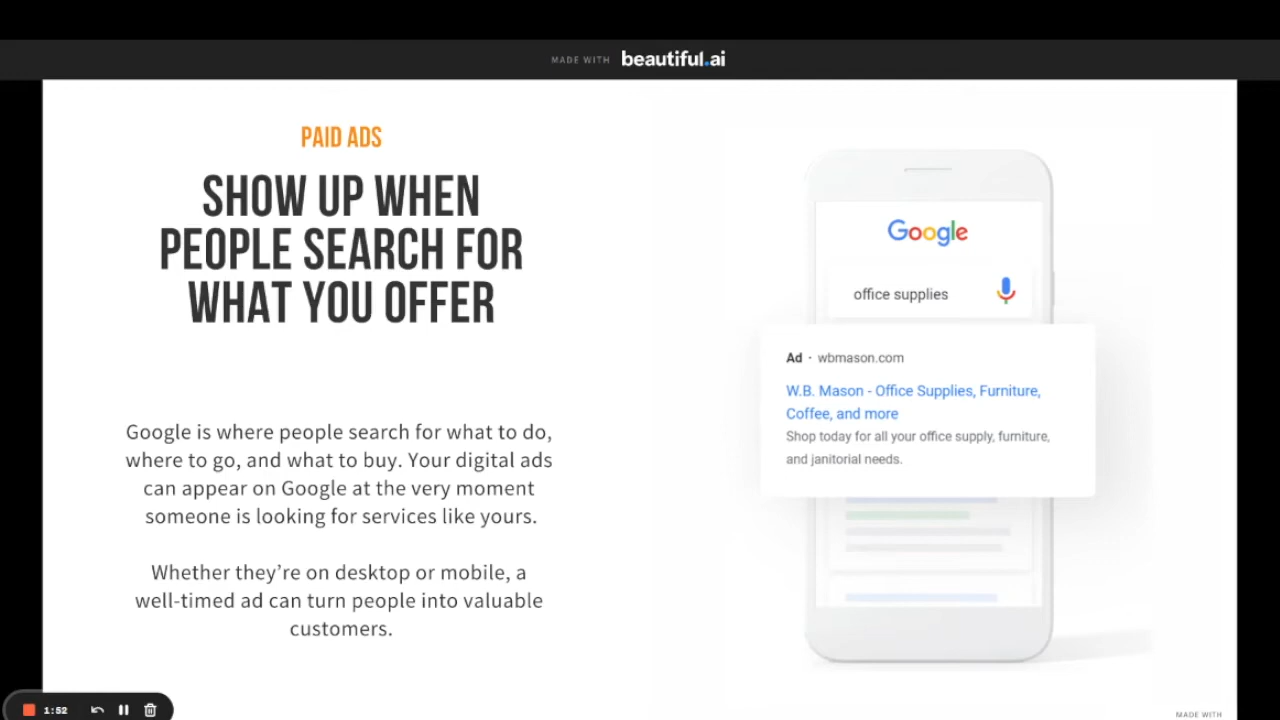 MADE WITH beautiful.ai
PAID ADS
SHOW UP WHEN
PEOPLE SEARCH FOR
WHAT YOU OFFER
Google is where people search for what to do,
where to go, and what to buy. Your digital ads
can appear on Google at the very moment
someone is looking for services like yours.
Whether they’re on desktop or mobile, a
well-timed ad can turn people into valuable
customers.
Google
office supplies
Ad · wbmason.com
W.B. Mason - Office Supplies, Furniture,
Coffee, and more
Shop today for all your office supply, furniture,
and janitorial needs.
1:52
MADE WITH